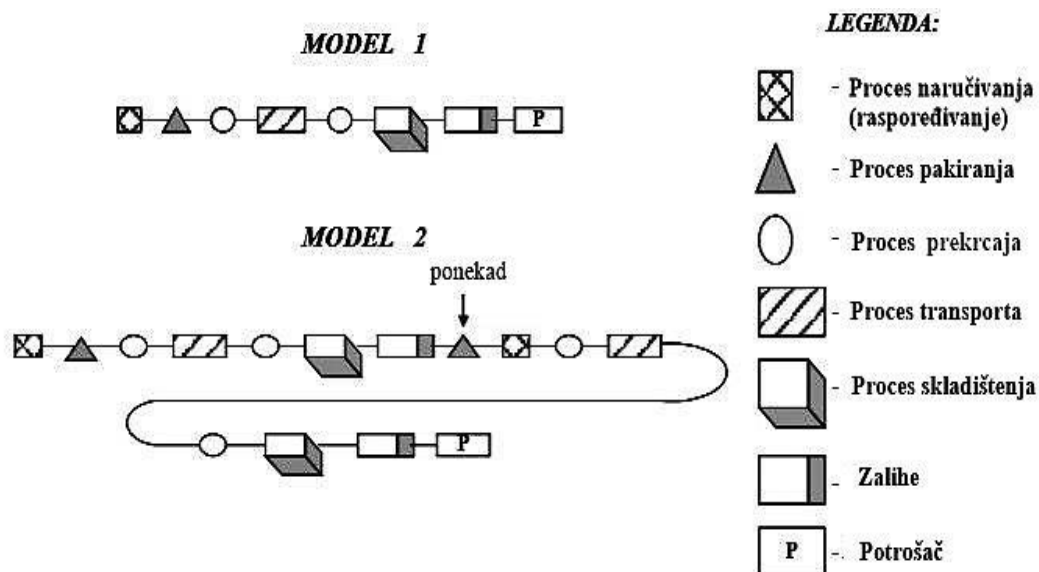 MODEL 1
P
MODEL 2
ponekad
P
LEGENDA:
- Proces naručivanja
(raspoređivanje)
- Proces pakiranja
- Proces prekrcaja
- Proces transporta
- Proces skladištenja
- Zalihe
P - Potrošač